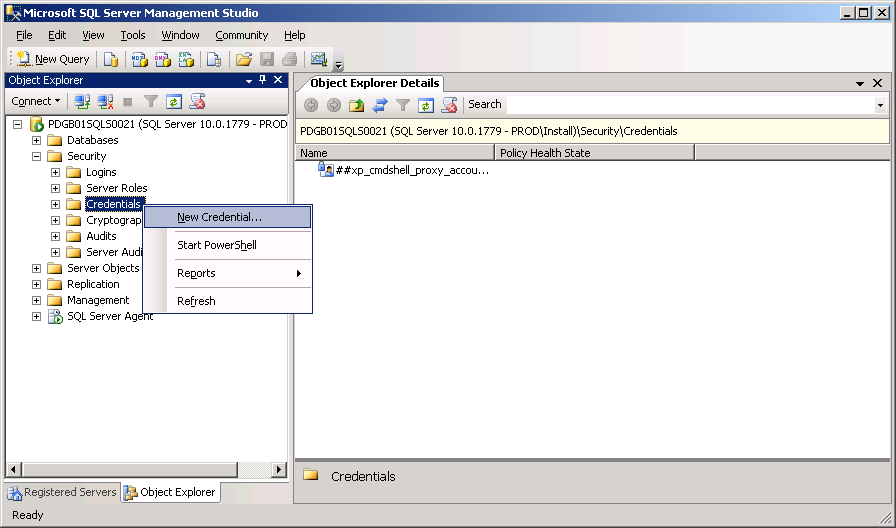 Microsoft SQL Server Management Studio
File Edit View Tools Window Community Help
New Query
Object Explorer
Connect
PDGB01SQLS0021 (SQL Server 10.0.1779 - PROD
Databases
Security
Logins
Server Roles
Credentials
Cryptograp
Audits
Server Audi
Server Objects
Replication
Management
SQL Server Agent
New Credential...
Start PowerShell
Reports
Refresh
Registered Servers Object Explorer
Object Explorer Details
Search
PDGB01SQLS0021 (SQL Server 10.0.1779 - PROD\Install)\Security\Credentials
Name Policy Health State
##xp_cmdshell_proxy_accou...
Credentials
Ready